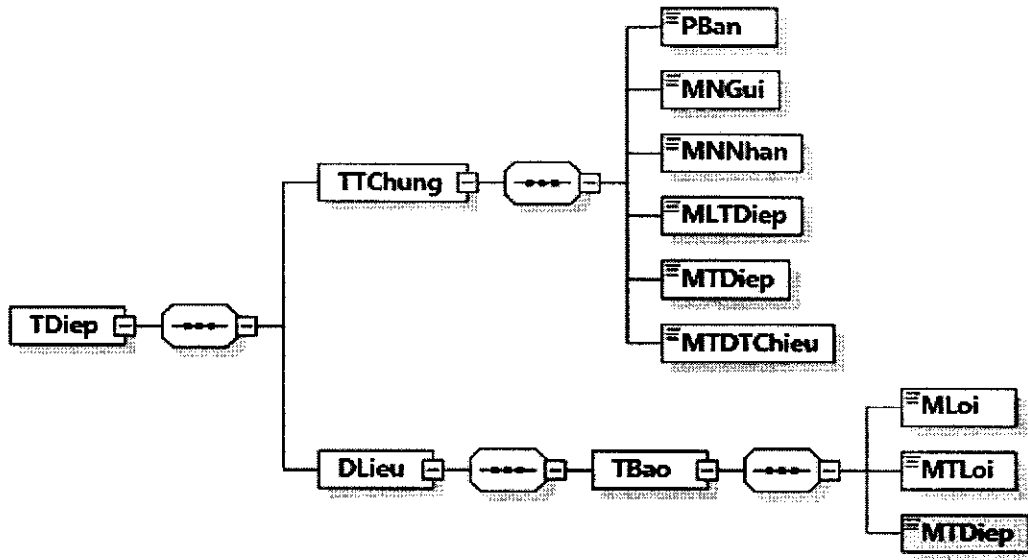 PBan
MNGui
MNNhan
TTChung
MLTDiep
MTDiep
TDiep
MTDTChieu
MLoi
DLieu
TBao
MTLoi
MTDiep